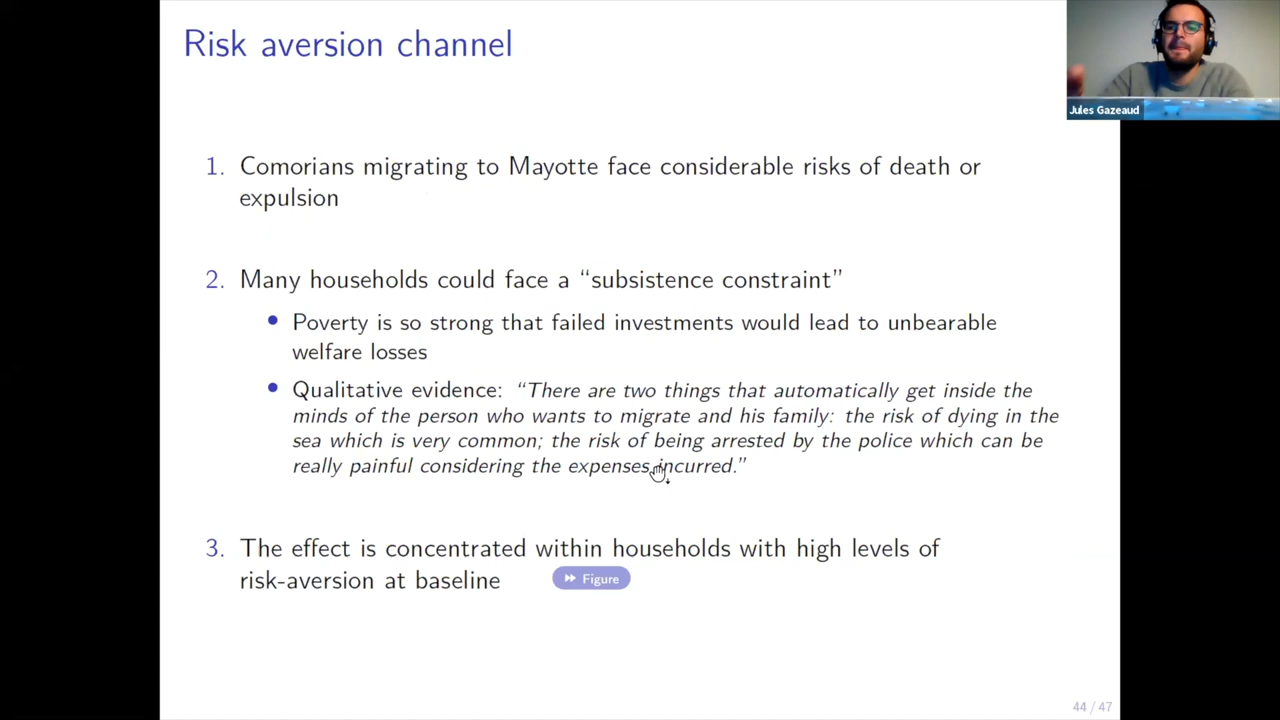 Risk aversion channel
Jules Gazeaud
1. Comorians migrating to Mayotte face considerable risks of death or
expulsion
2. Many households could face a “subsistence constraint”
• Poverty is so strong that failed investments would lead to unbearable
welfare losses
• Qualitative evidence: “There are two things that automatically get inside the
minds of the person who wants to migrate and his family: the risk of dying in the
sea which is very common; the risk of being arrested by the police which can be
really painful considering the expenses incurred.”
3. The effect is concentrated within households with high levels of
risk-aversion at baseline
Figure
44 / 47